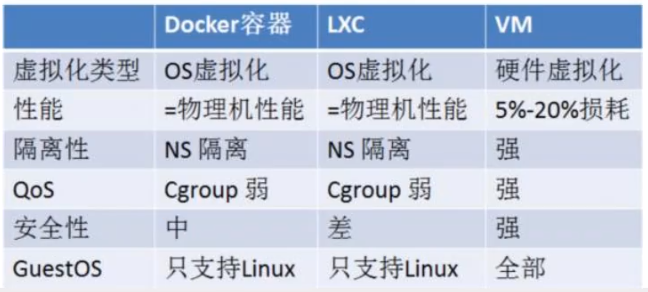 Docker容器 LXC VM
虚拟化类型 OS虚拟化 OS虚拟化 硬件虚拟化
性能 =物理机性能 =物理机性能 5%-20%损耗
隔离性 NS 隔离 NS 隔离 强
QoS Cgroup 弱 Cgroup 弱 强
安全性 中 差 强
GuestOS 只支持Linux 只支持Linux 全部